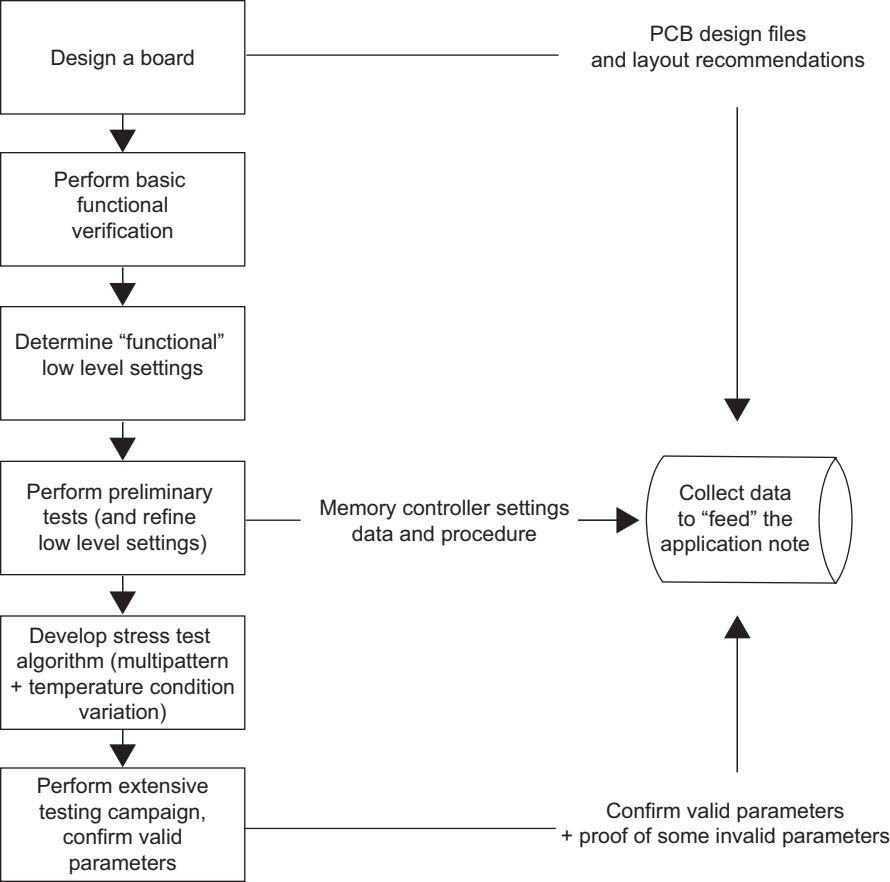 Design a board
PCB design files
and layout recommendations
Perform basic
functional
verification
Determine “functional”
low level settings
Perform preliminary
tests (and refine
low level settings)
Memory controller settings
data and procedure
Collect data
to “feed” the
application note
Develop stress test
algorithm (multipattern
+ temperature condition
variation)
Perform extensive
testing campaign,
confirm valid
parameters
Confirm valid parameters
+ proof of some invalid parameters